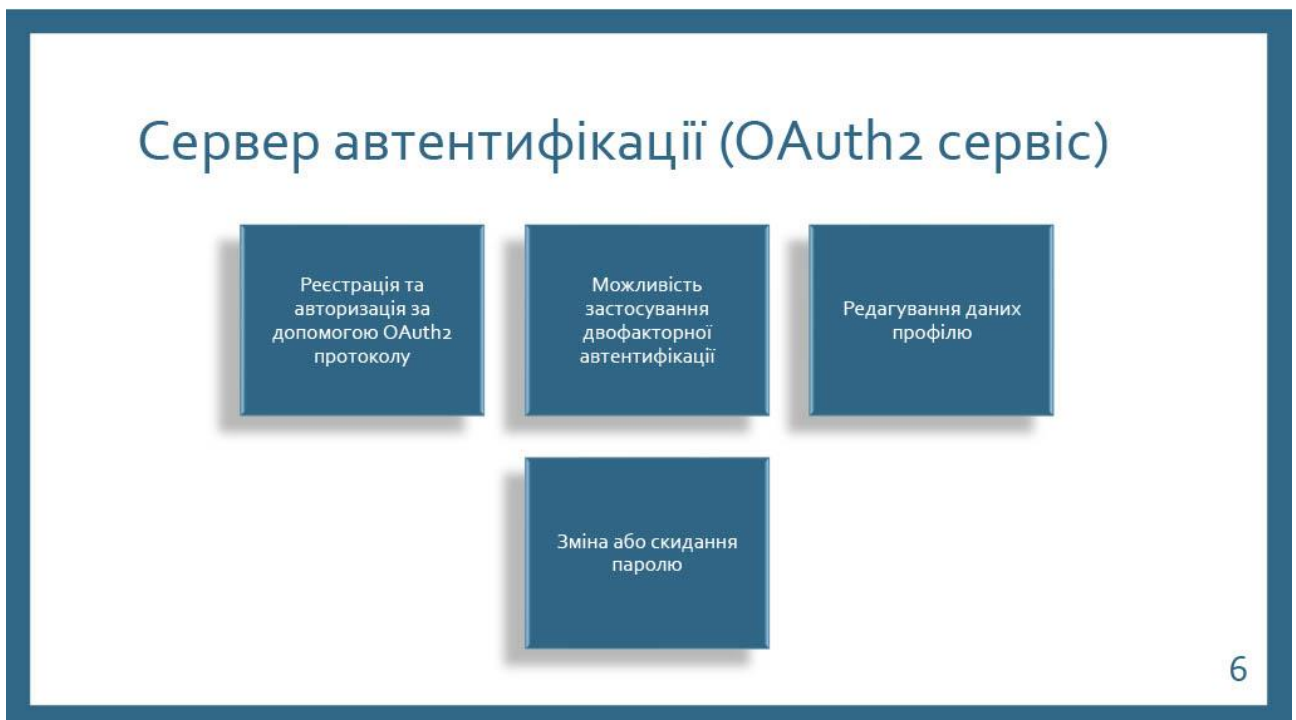 Сервер автентифікації (OAuth2 сервіс)
Реєстрація та
авторизація за
допомогою OAuth2
протоколу
Можливість
застосування
двофакторної
автентифікації
Редагування даних
профілю
Зміна або скидання
паролю
6